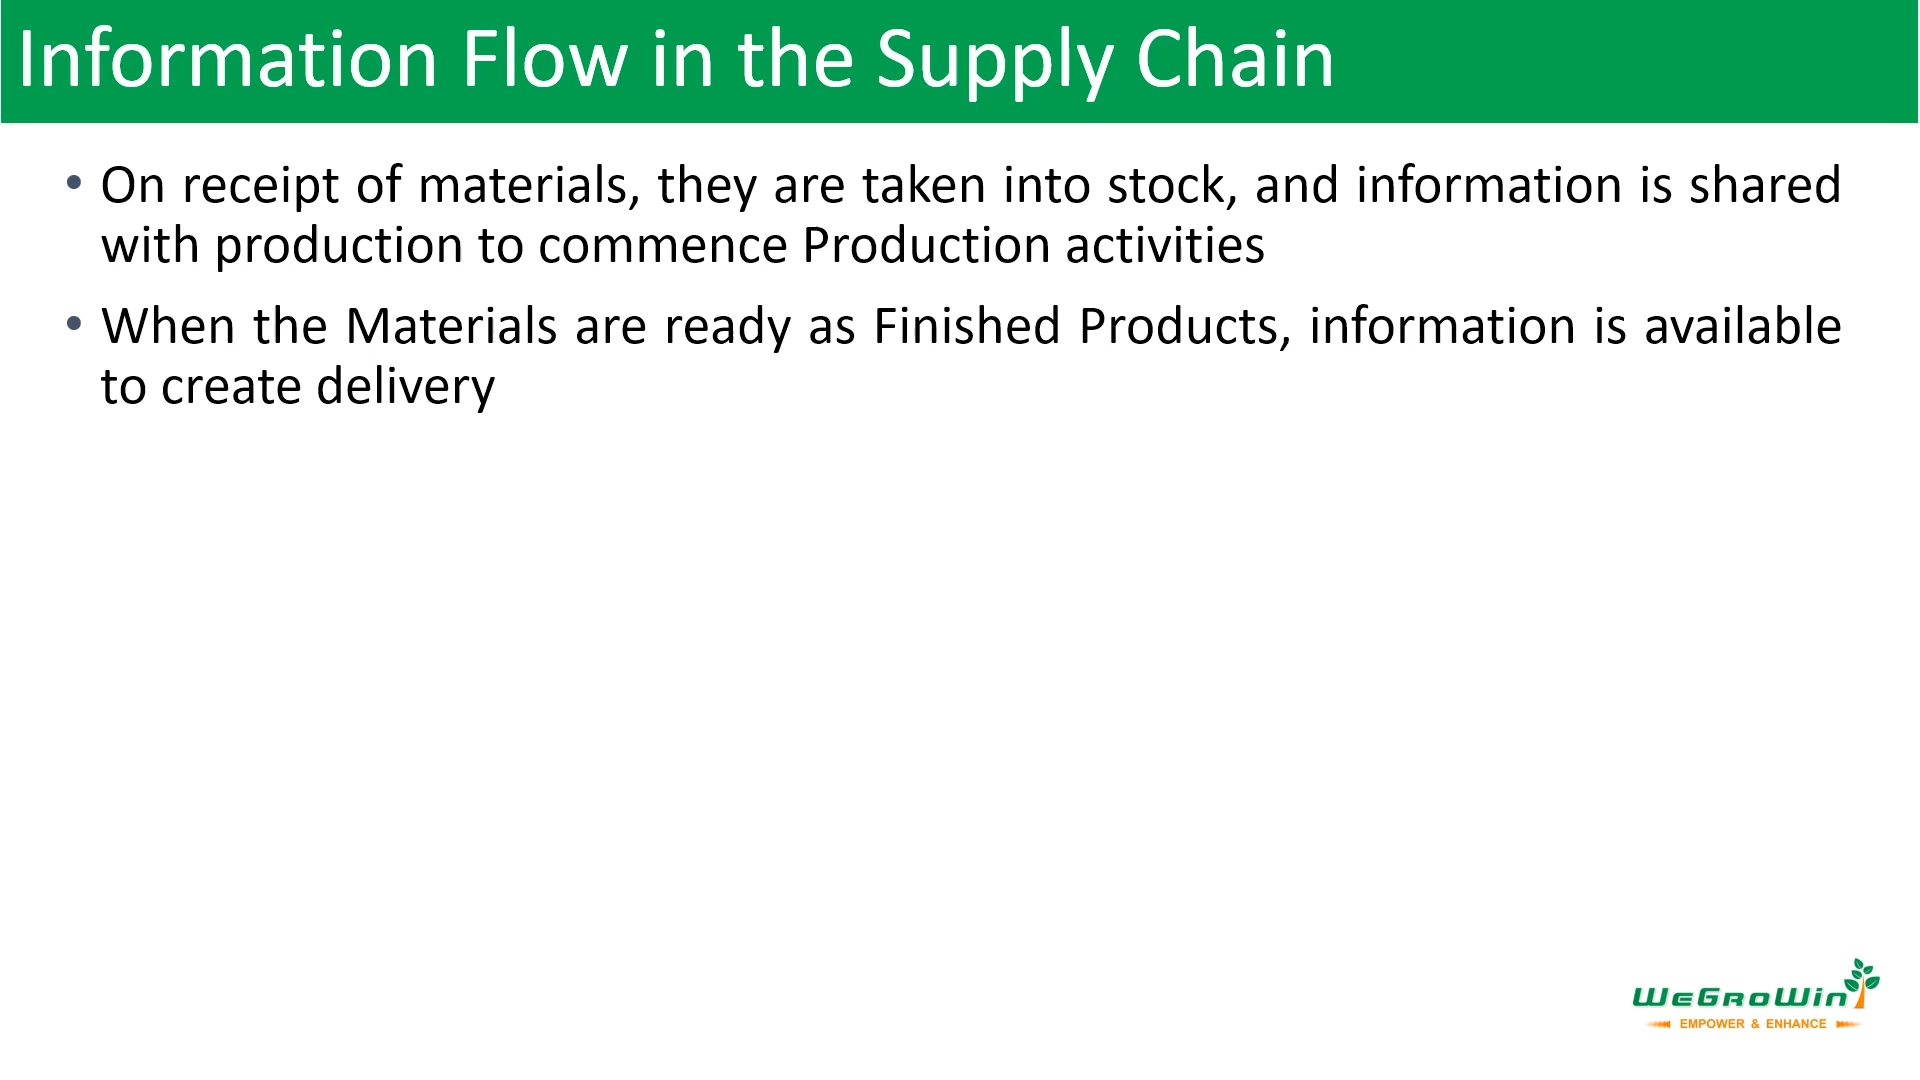 Information Flow in the Supply Chain
• On receipt of materials, they are taken into stock, and information is shared
with production to commence Production activities
• When the Materials are ready as Finished Products, information is available
to create delivery
WeGroWin
EMPOWER & ENHANCE